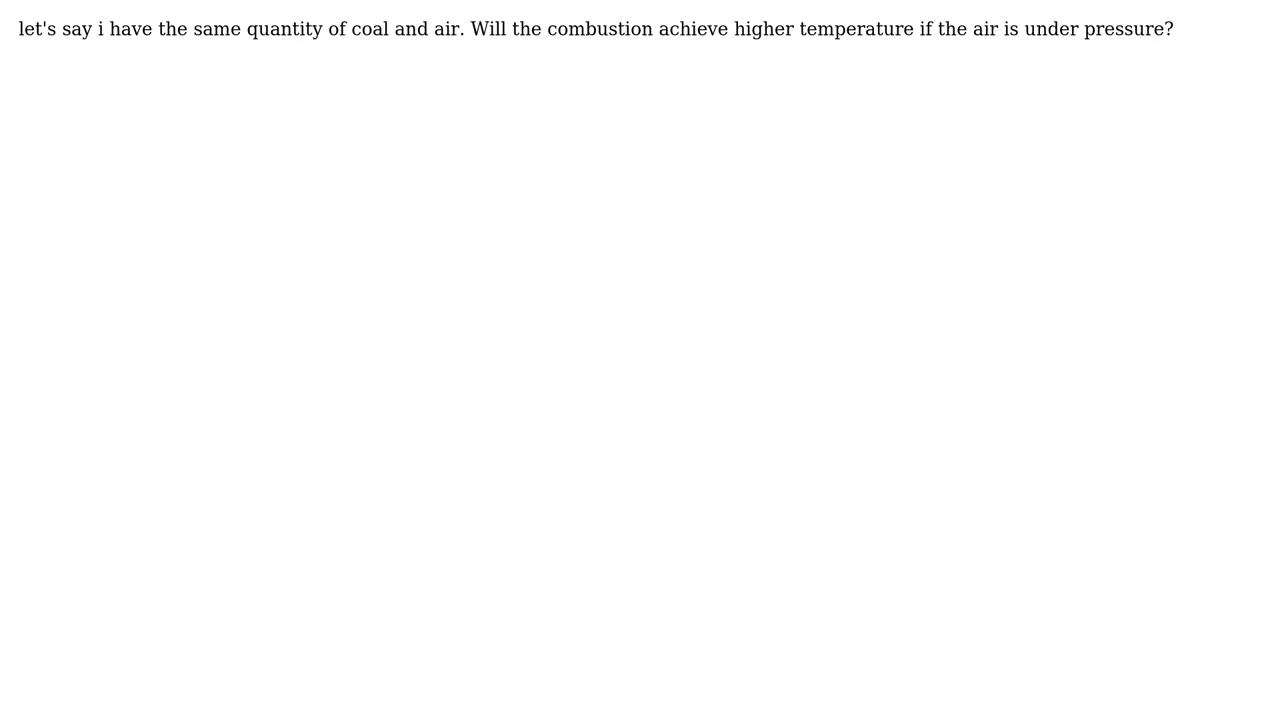 let's say i have the same quantity of coal and air. Will the combustion achieve higher temperature if the air is under pressure?